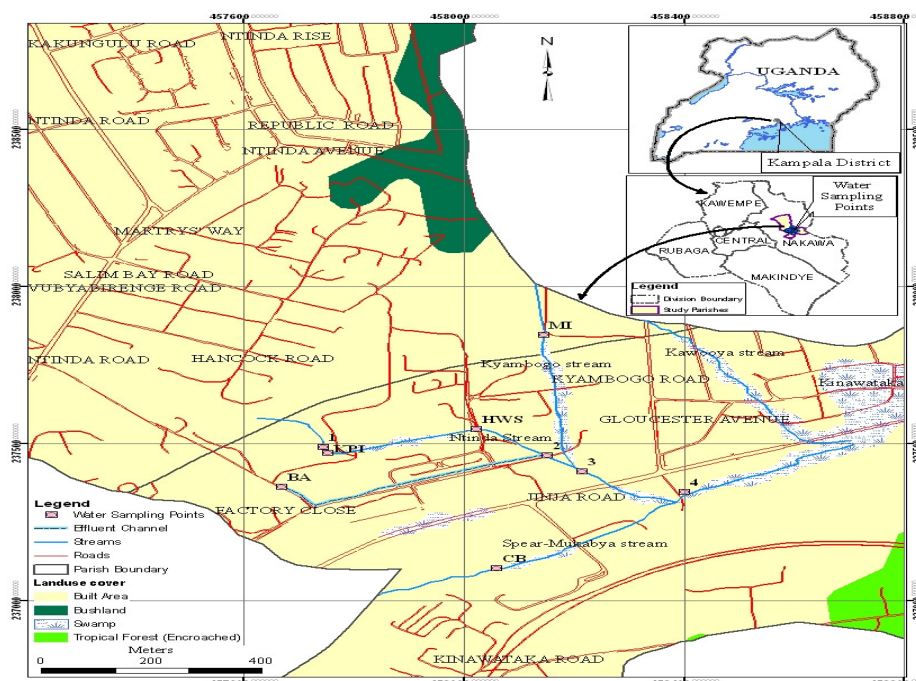 457600
458000
458400
458800
KAKUNGULU ROAD
NTINDA RISE
N
UGANDA
NTINDA ROAD
REPUBLIC ROAD
NTINDA AVENUE
238500
Kampala District
Water
Sampling
Points
KAWEMPE
CENTRAL
NAKAWA
RUBAGA
MAKINDYE
Legend
Division Boundary
Study Parishes
MARTRYS' WAY
SALIM BAY ROAD
VUBYABIRENGE ROAD
238000
MI
NTINDA ROAD
HANCOCK ROAD
Kyambogo stream
Kawooya stream
KYAMBOGO ROAD
Kinawataka
GLOUCESTER AVENUE
HWS
Ntinda Stream
1
KPI
2
3
4
237500
BA
JINJA ROAD
FACTORY CLOSE
Spear-Mukabya stream
CB
237000
KINAWATAKA ROAD
Legend
Water Sampling Points
Effluent Channel
Streams
Roads
Parish Boundary
Landuse cover
Built Area
Bushland
Swamp
Tropical Forest (Encroached)
Meters
0 200 400